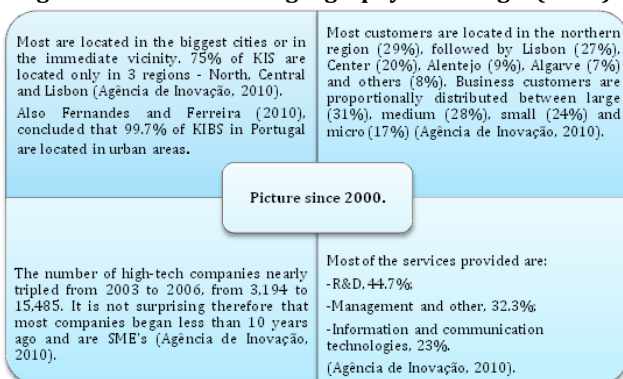 Most are located in the biggest cities or in
the immediate vicinity. 75% of KIS are
located only in 3 regions - North, Central
and Lisbon (Agência de Inovação, 2010).
Also Fernandes and Ferreira (2010),
concluded that 99.7% of KIBS in Portugal
are located in urban areas.
Most customers are located in the northern
region (29%), followed by Lisbon (27%),
Center (20%), Alentejo (9%), Algarve (7%)
and others (8%). Business customers are
proportionally distributed between large
(31%), medium (28%), small (24%) and
micro (17%) (Agência de Inovação, 2010).
Picture since 2000.
The number of high-tech companies nearly
tripled from 2003 to 2006, from 3,194 to
15,485. It is not surprising therefore that
most companies began less than 10 years
ago and are SME's (Agência de Inovação,
2010).
Most of the services provided are:
-R&D, 44.7%;
-Management and other, 32.3%;
-Information and communication
technologies, 23%.
(Agência de Inovação, 2010).